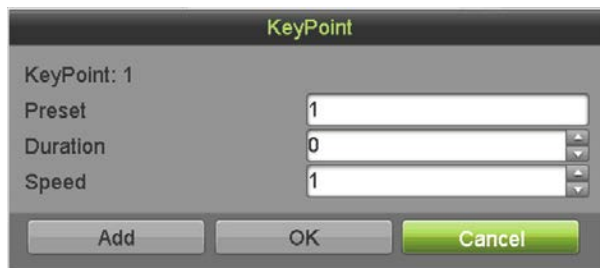 KeyPoint
KeyPoint: 1
Preset 1
Duration 0
Speed 1
Add OK Cancel